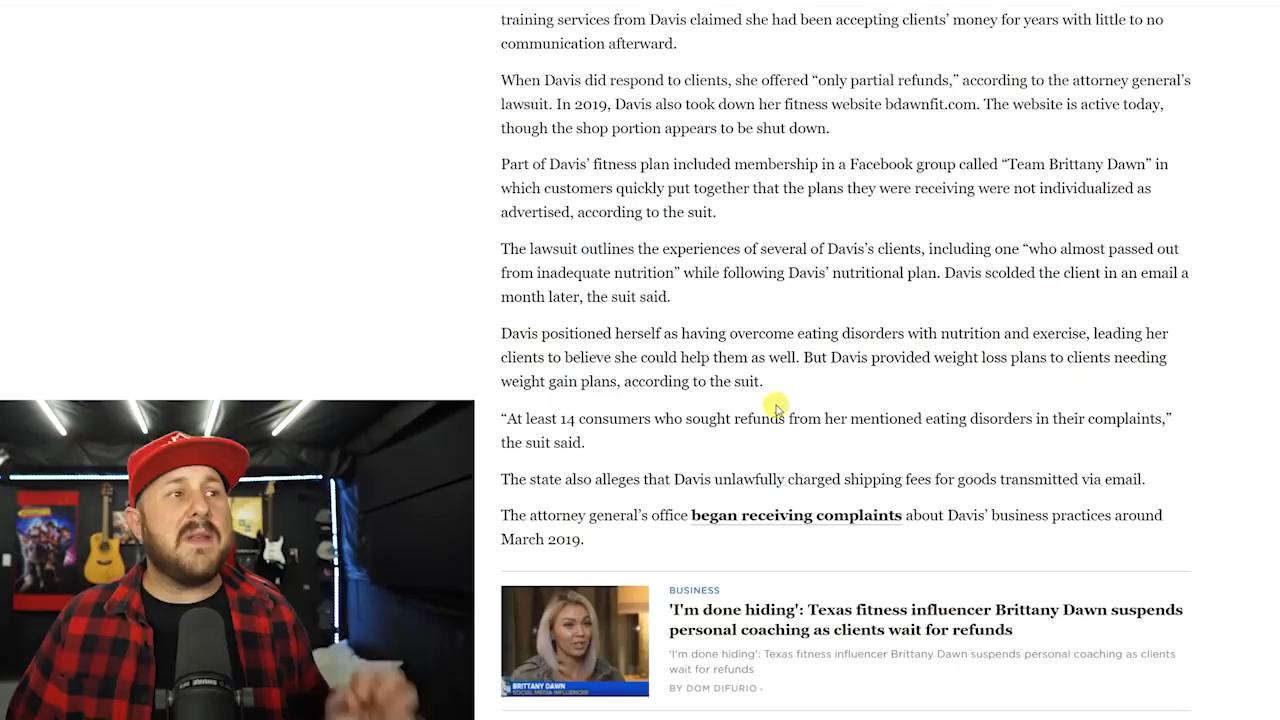 training services from Davis claimed she had been accepting clients’ money for years with little to no
communication afterward.
When Davis did respond to clients, she offered “only partial refunds,” according to the attorney general’s
lawsuit. In 2019, Davis also took down her fitness website bdawnfit.com. The website is active today,
though the shop portion appears to be shut down.
Part of Davis’ fitness plan included membership in a Facebook group called “Team Brittany Dawn” in
which customers quickly put together that the plans they were receiving were not individualized as
advertised, according to the suit.
The lawsuit outlines the experiences of several of Davis’s clients, including one “who almost passed out
from inadequate nutrition” while following Davis’ nutritional plan. Davis scolded the client in an email a
month later, the suit said.
Davis positioned herself as having overcome eating disorders with nutrition and exercise, leading her
clients to believe she could help them as well. But Davis provided weight loss plans to clients needing
weight gain plans, according to the suit.
“At least 14 consumers who sought refunds from her mentioned eating disorders in their complaints,”
the suit said.
The state also alleges that Davis unlawfully charged shipping fees for goods transmitted via email.
The attorney general’s office began receiving complaints about Davis’ business practices around
March 2019.
BUSINESS
'I'm done hiding': Texas fitness influencer Brittany Dawn suspends
personal coaching as clients wait for refunds
'I'm done hiding': Texas fitness influencer Brittany Dawn suspends personal coaching as clients
wait for refunds
BY DOM DIFURIO •
BRITTANY DAWN
SOCIAL MEDIA INFLUENCER